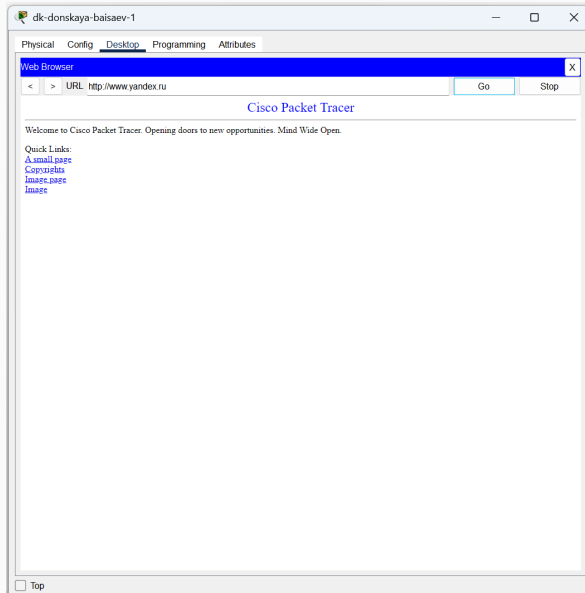 dk-donskaya-baisaev-1
Physical Config Desktop Programming Attributes
Web Browser X
< > URL http://www.yandex.ru Go Stop
Cisco Packet Tracer
Welcome to Cisco Packet Tracer. Opening doors to new opportunities. Mind Wide Open.
Quick Links:
A small page
Copyrights
Image page
Image
Top